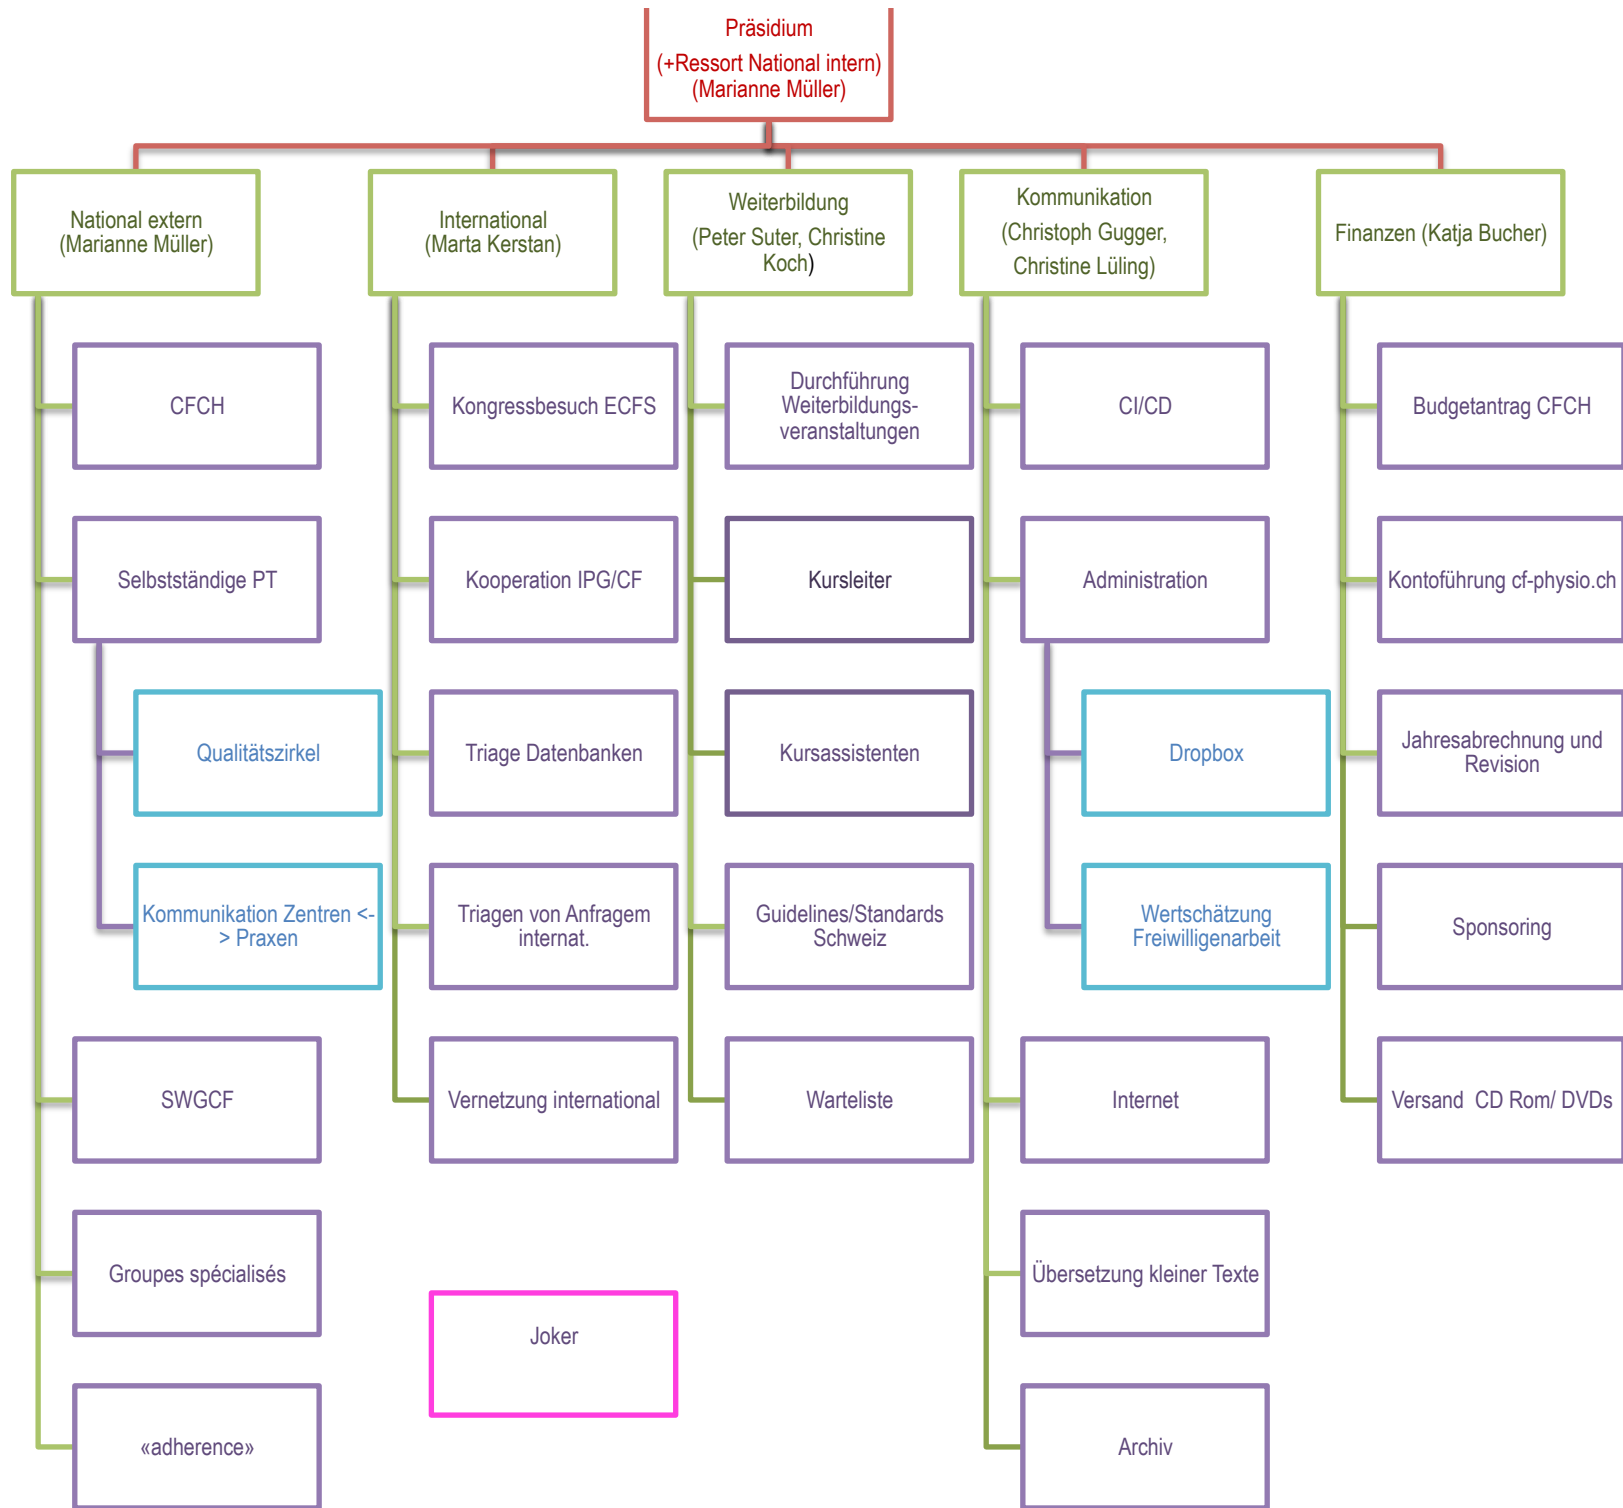 Präsidium
(+Ressort National intern)
(Marianne Müller)
National extern
(Marianne Müller)
International
(Marta Kerstan)
Weiterbildung
(Peter Suter, Christine
Koch)
Kommunikation
(Christoph Gugger,
Christine Lüling)
Finanzen (Katja Bucher)
CFCH
Selbstständige PT
Qualitätszirkel
Kommunikation Zentren <-
> Praxen
SWGCF
Groupes spécialisés
«adherence»
Kongressbesuch ECFS
Kooperation IPG/CF
Triage Datenbanken
Triagen von Anfragem
internat.
Vernetzung international
Joker
Durchführung
Weiterbildungs-
veranstaltungen
Kursleiter
Kursassistenten
Guidelines/Standards
Schweiz
Warteliste
CI/CD
Administration
Dropbox
Wertschätzung
Freiwilligenarbeit
Internet
Übersetzung kleiner Texte
Archiv
Budgetantrag CFCH
Kontoführung cf-physio.ch
Jahresabrechnung und
Revision
Sponsoring
Versand  CD Rom/ DVDs